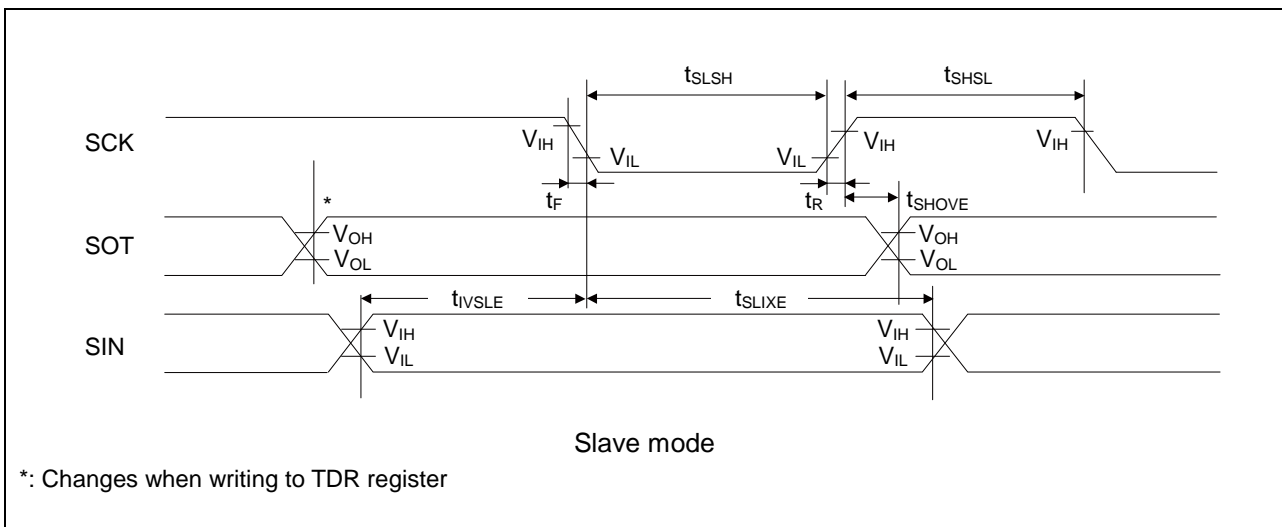 tSLSH tSHSL
SCK VIH VIL VIL VIH VIH
tF tR tSHOVE
*
SOT VOH VOH
VOL VOL
tIVSLE tSLIXE
SIN VIH VIH
VIL VIL
Slave mode
*: Changes when writing to TDR register